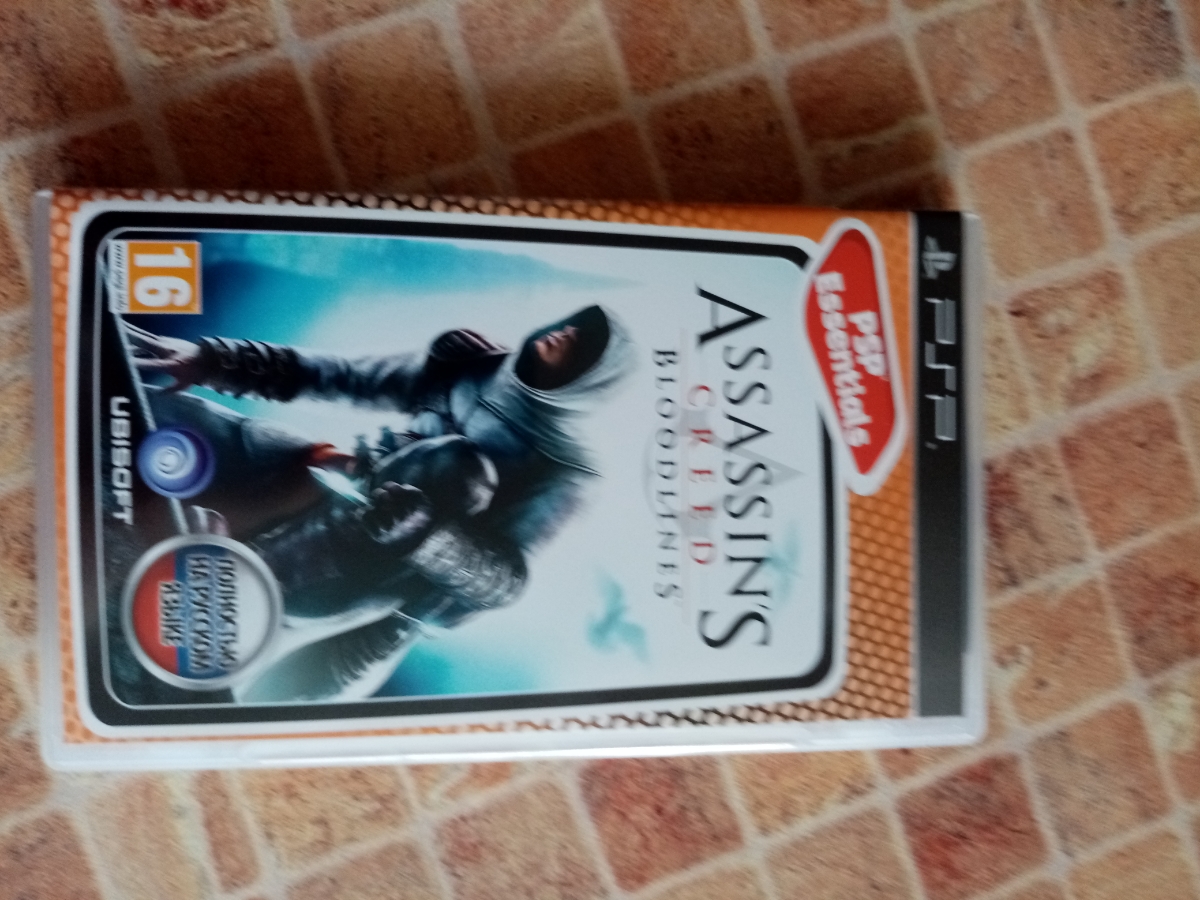 PSP
PSP
Essentials
ASSASSIN'S
CREED
BLOODLINES
16
UBISOFT
ПОЛНОСТЬЮ
НА РУССКОМ
ЯЗЫКЕ